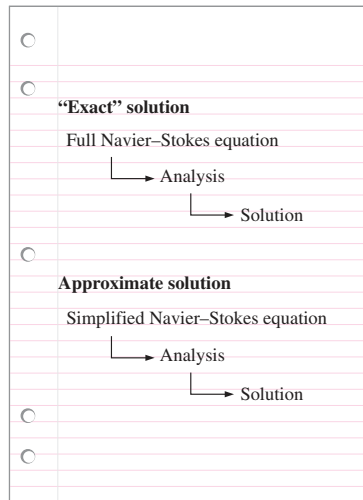 “Exact” solution
Full Navier–Stokes equation
Analysis
Solution
Approximate solution
Simplified Navier–Stokes equation
Analysis
Solution